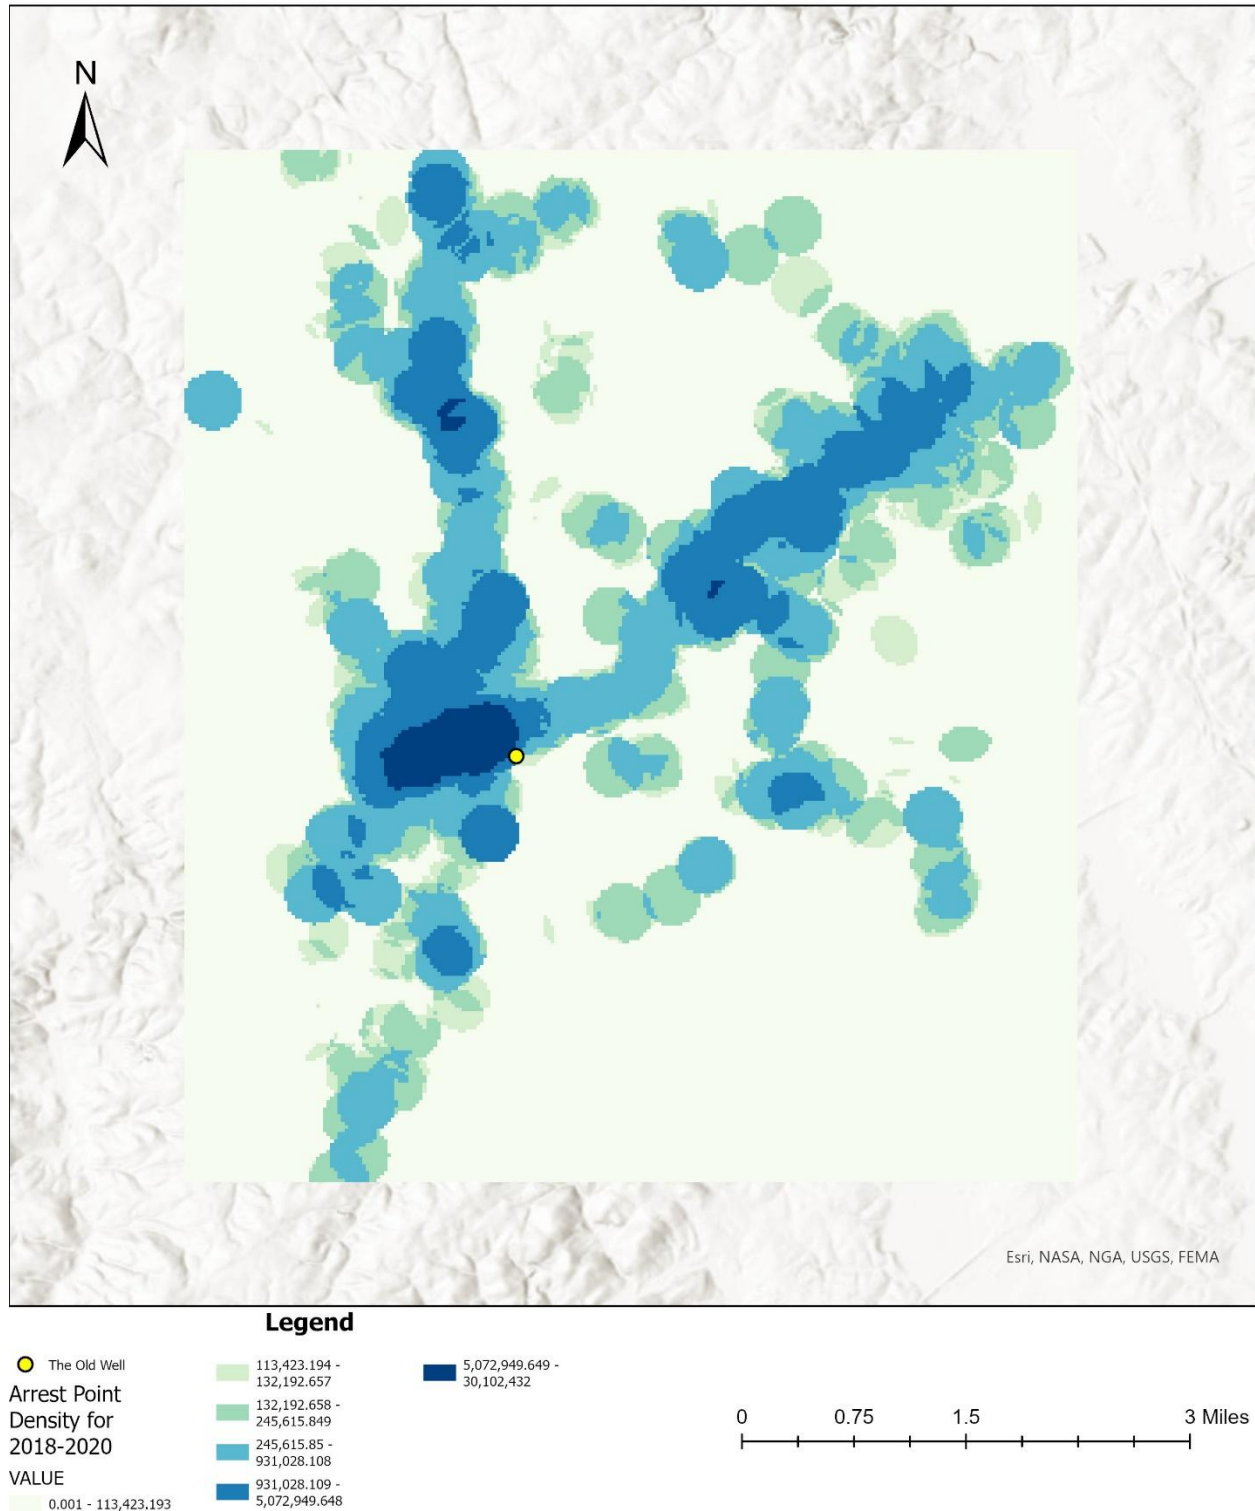 N
Esri, NASA, NGA, USGS, FEMA
Legend
The Old Well
Arrest Point
Density for
2018-2020
VALUE
0.001 - 113,423.193
113,423.194 -
132,192.657
132,192.658 -
245,615.849
245,615.85 -
931,028.108
931,028.109 -
5,072,949.648
5,072,949.649 -
30,102,432
0 0.75 1.5 3 Miles